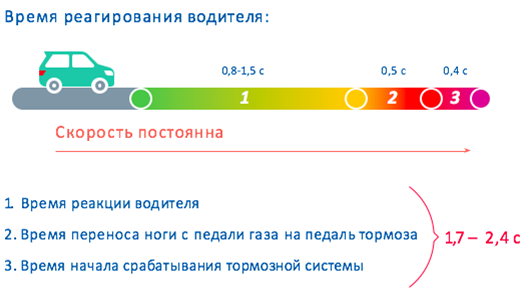 Время реагирования водителя:
0,8-1,5 с
0,5 с
0,4 с
1
2
3
Скорость постоянна
1. Время реакции водителя
2. Время переноса ноги с педали газа на педаль тормоза
3. Время начала срабатывания тормозной системы
1,7 – 2,4 с